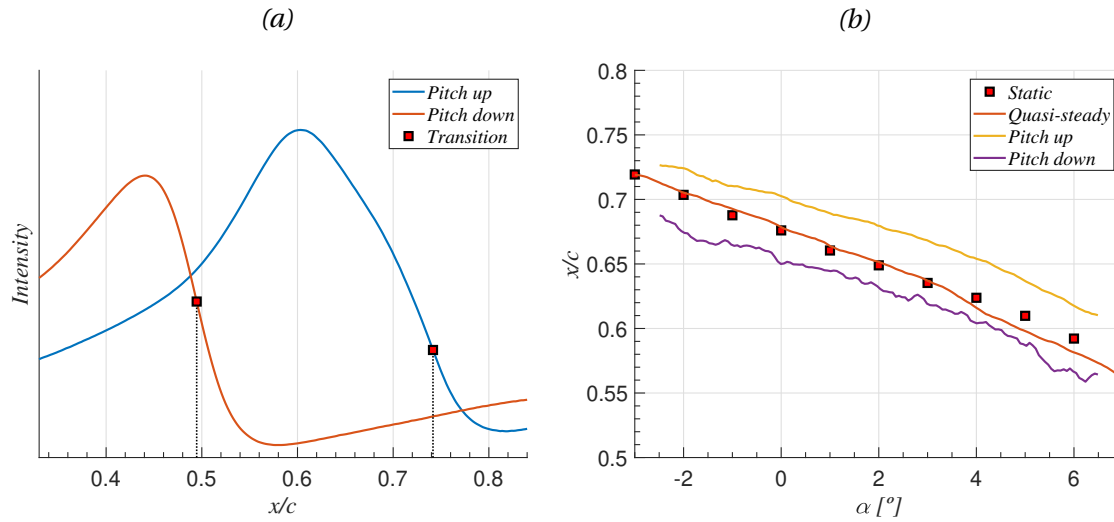 (a)
Intensity
Pitch up
Pitch down
Transition
0.4 0.5 0.6 0.7 0.8
x/c
(b)
x/c
0.8
0.75
0.7
0.65
0.6
0.55
0.5
Static
Quasi-steady
Pitch up
Pitch down
-2 0 2 4 6
α [º]